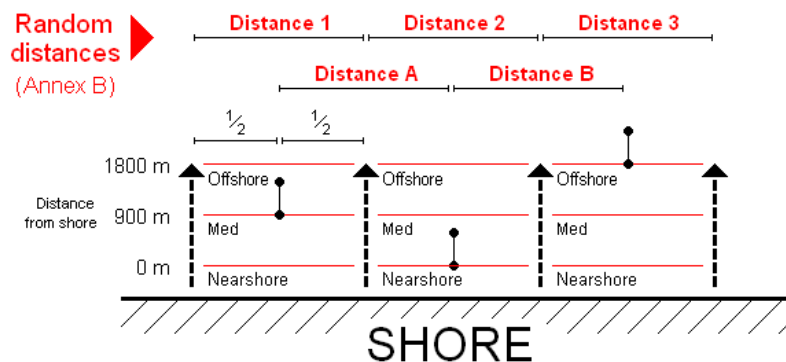 Random
distances
(Annex B)
Distance 1 Distance 2 Distance 3
Distance A Distance B
1/2 1/2
1800 m
Offshore Offshore Offshore
Distance
from shore
900 m
Med Med Med
0 m
Nearshore Nearshore Nearshore
SHORE